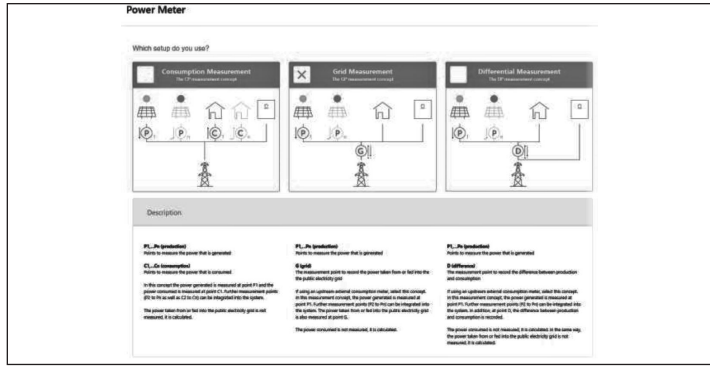 Power Meter
Which setup do you use?
Consumption Measurement
The CP measurement concept
Grid Measurement
The GP measurement concept
Differential Measurement
The DP measurement concept
P P C C
P P
G
P P
D
Description
P1,...Pn (production)
Points to measure the power that is generated
C1,...Cn (consumption)
Points to measure the power that is consumed
In this concept the power generated is measured at point P1 and the
power consumed is measured at point C1. Further measurement points
(P2 to Pn as well as C2 to Cn) can be integrated into the system.
The power taken from or fed into the public electricity grid is not
measured, it is calculated.
P1,...Pn (production)
Points to measure the power that is generated
G (grid)
The measurement point to record the power taken from or fed into the
the public electricity grid
If using an upstream external consumption meter, select this concept.
In this measurement concept, the power generated is measured at
point P1. Further measurement points (P2 to Pn) can be integrated into
the system. The power taken from or fed into the public electricity grid
is also measured at point G.
The power consumed is not measured, it is calculated.
P1,...Pn (production)
Points to measure the power that is generated
D (difference)
The measurement point to record the difference between production
and consumption
If using an upstream external consumption meter, select this concept.
In this measurement concept, the power generated is measured at
point P1. Further measurement points (P2 to Pn) can be integrated into
the system. In addition, at point D, the difference between production
and consumption is recorded.
The power consumed is not measured, it is calculated. In the same way,
the power taken from or fed into the public electricity grid is not
measured. It is calculated.